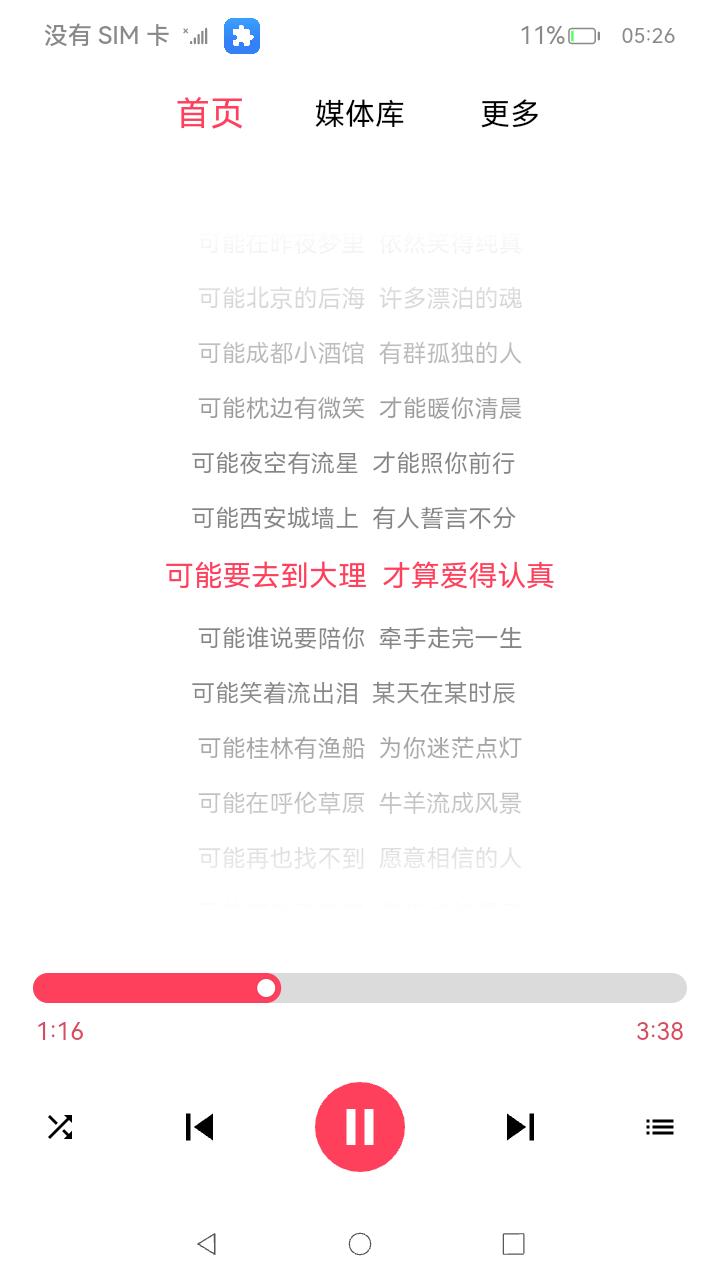 没有 SIM 卡 11% 05:26
首页 媒体库 更多
可能在昨夜梦里 依然笑得纯真
可能北京的后海 许多漂泊的魂
可能成都小酒馆 有群孤独的人
可能枕边有微笑 才能暖你清晨
可能夜空有流星 才能照你前行
可能西安城墙上 有人誓言不分
可能要去到大理 才算爱得认真
可能谁说要陪你 牵手走完一生
可能笑着流出泪 某天在某时辰
可能桂林有渔船 为你迷茫点灯
可能在呼伦草原 牛羊流成风景
可能再也找不到 愿意相信的人
1:16 3:38